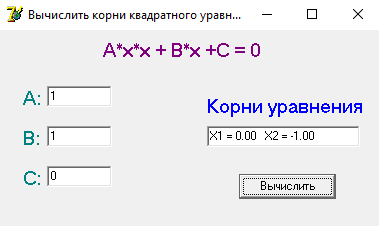 Вычислить корни квадратного уравн...
A*x*x + B*x +C = 0
A: 1
Корни уравнения
B: 1
X1 = 0.00 X2 = -1.00
C: 0
Вычислить